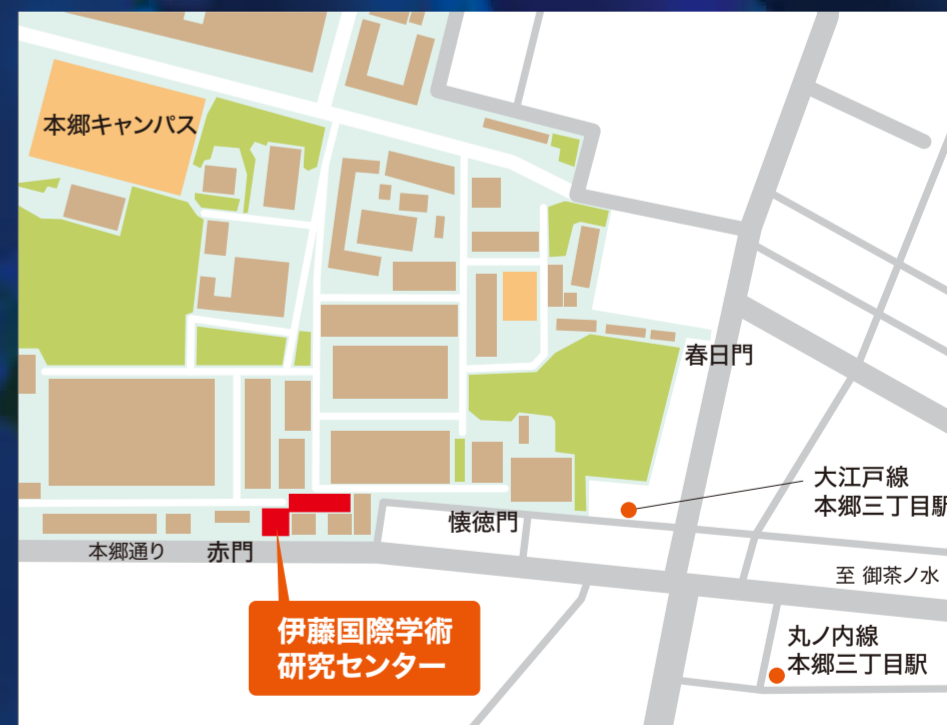 本郷キャンパス
春日門
大江戸線
本郷三丁目駅
懐徳門
本郷通り
赤門
至 御茶ノ水
伊藤国際学術
研究センター
丸ノ内線
本郷三丁目駅